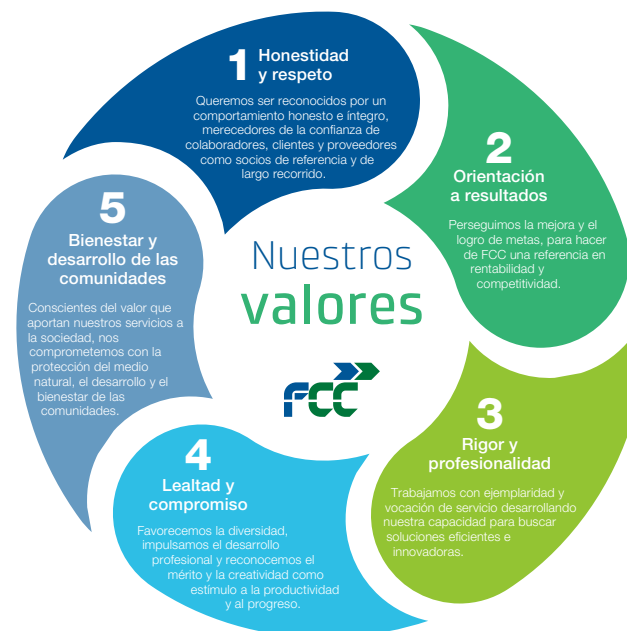 1 Honestidad
y respeto
Queremos ser reconocidos por un
comportamiento honesto e íntegro,
merecedores de la confianza de
colaboradores, clientes y proveedores
como socios de referencia y de
largo recorrido.
2
Orientación
a resultados
Perseguimos la mejora y el
logro de metas, para hacer
de FCC una referencia en
rentabilidad y
competitividad.
3
Rigor y
profesionalidad
Trabajamos con ejemplaridad y
vocación de servicio desarrollando
nuestra capacidad para buscar
soluciones eficientes e
innovadoras.
4
Lealtad y
compromiso
Favorecemos la diversidad,
impulsamos el desarrollo
profesional y reconocemos el
mérito y la creatividad como
estímulo a la productividad
y al progreso.
5
Bienestar y
desarrollo de las
comunidades
Conscientes del valor que
aportan nuestros servicios a
la sociedad, nos
comprometemos con la
protección del medio
natural, el desarrollo y el
bienestar de las
comunidades.
Nuestros
valores
FCC